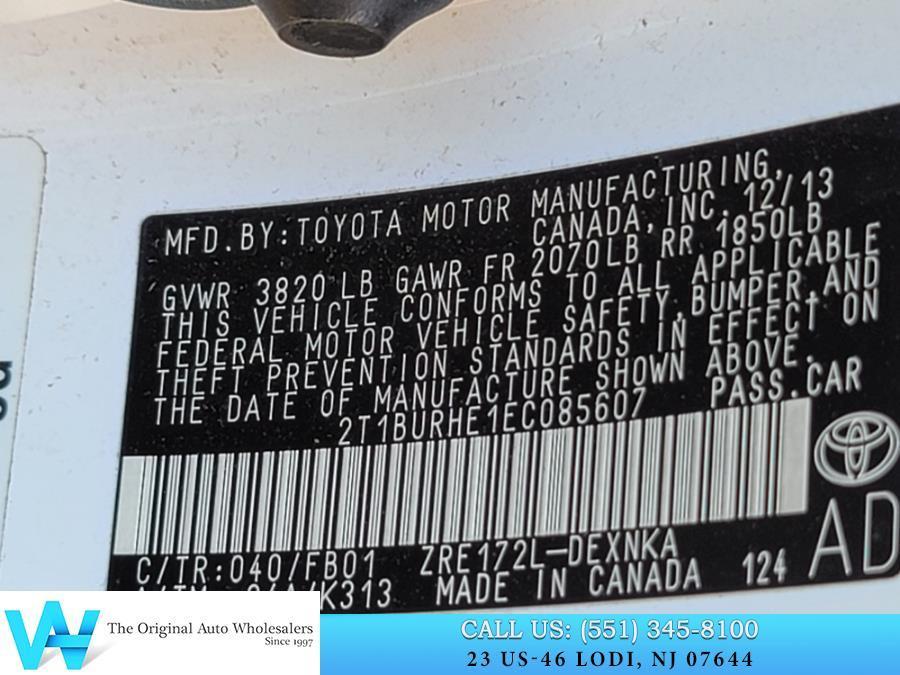 MFD.BY:TOYOTA MOTOR MANUFACTURING,
CANADA, INC. 12/13
GVWR 3820 LB GAWR FR 2070LB RR 1850LB
THIS VEHICLE CONFORMS TO ALL APPLICABLE
FEDERAL MOTOR VEHICLE SAFETY, BUMPER, AND
THEFT PREVENTION STANDARDS IN EFFECT ON
THE DATE OF MANUFACTURE SHOWN ABOVE.
2T1BURHE1EC085607 PASS.CAR
C/TR:040/FB01 ZRE172L-DEXNKA
K313 MADE IN CANADA 124 AD
The Original Auto Wholesalers
Since 1997
CALL US: (551) 345-8100
23 US-46 LODI, NJ 07644